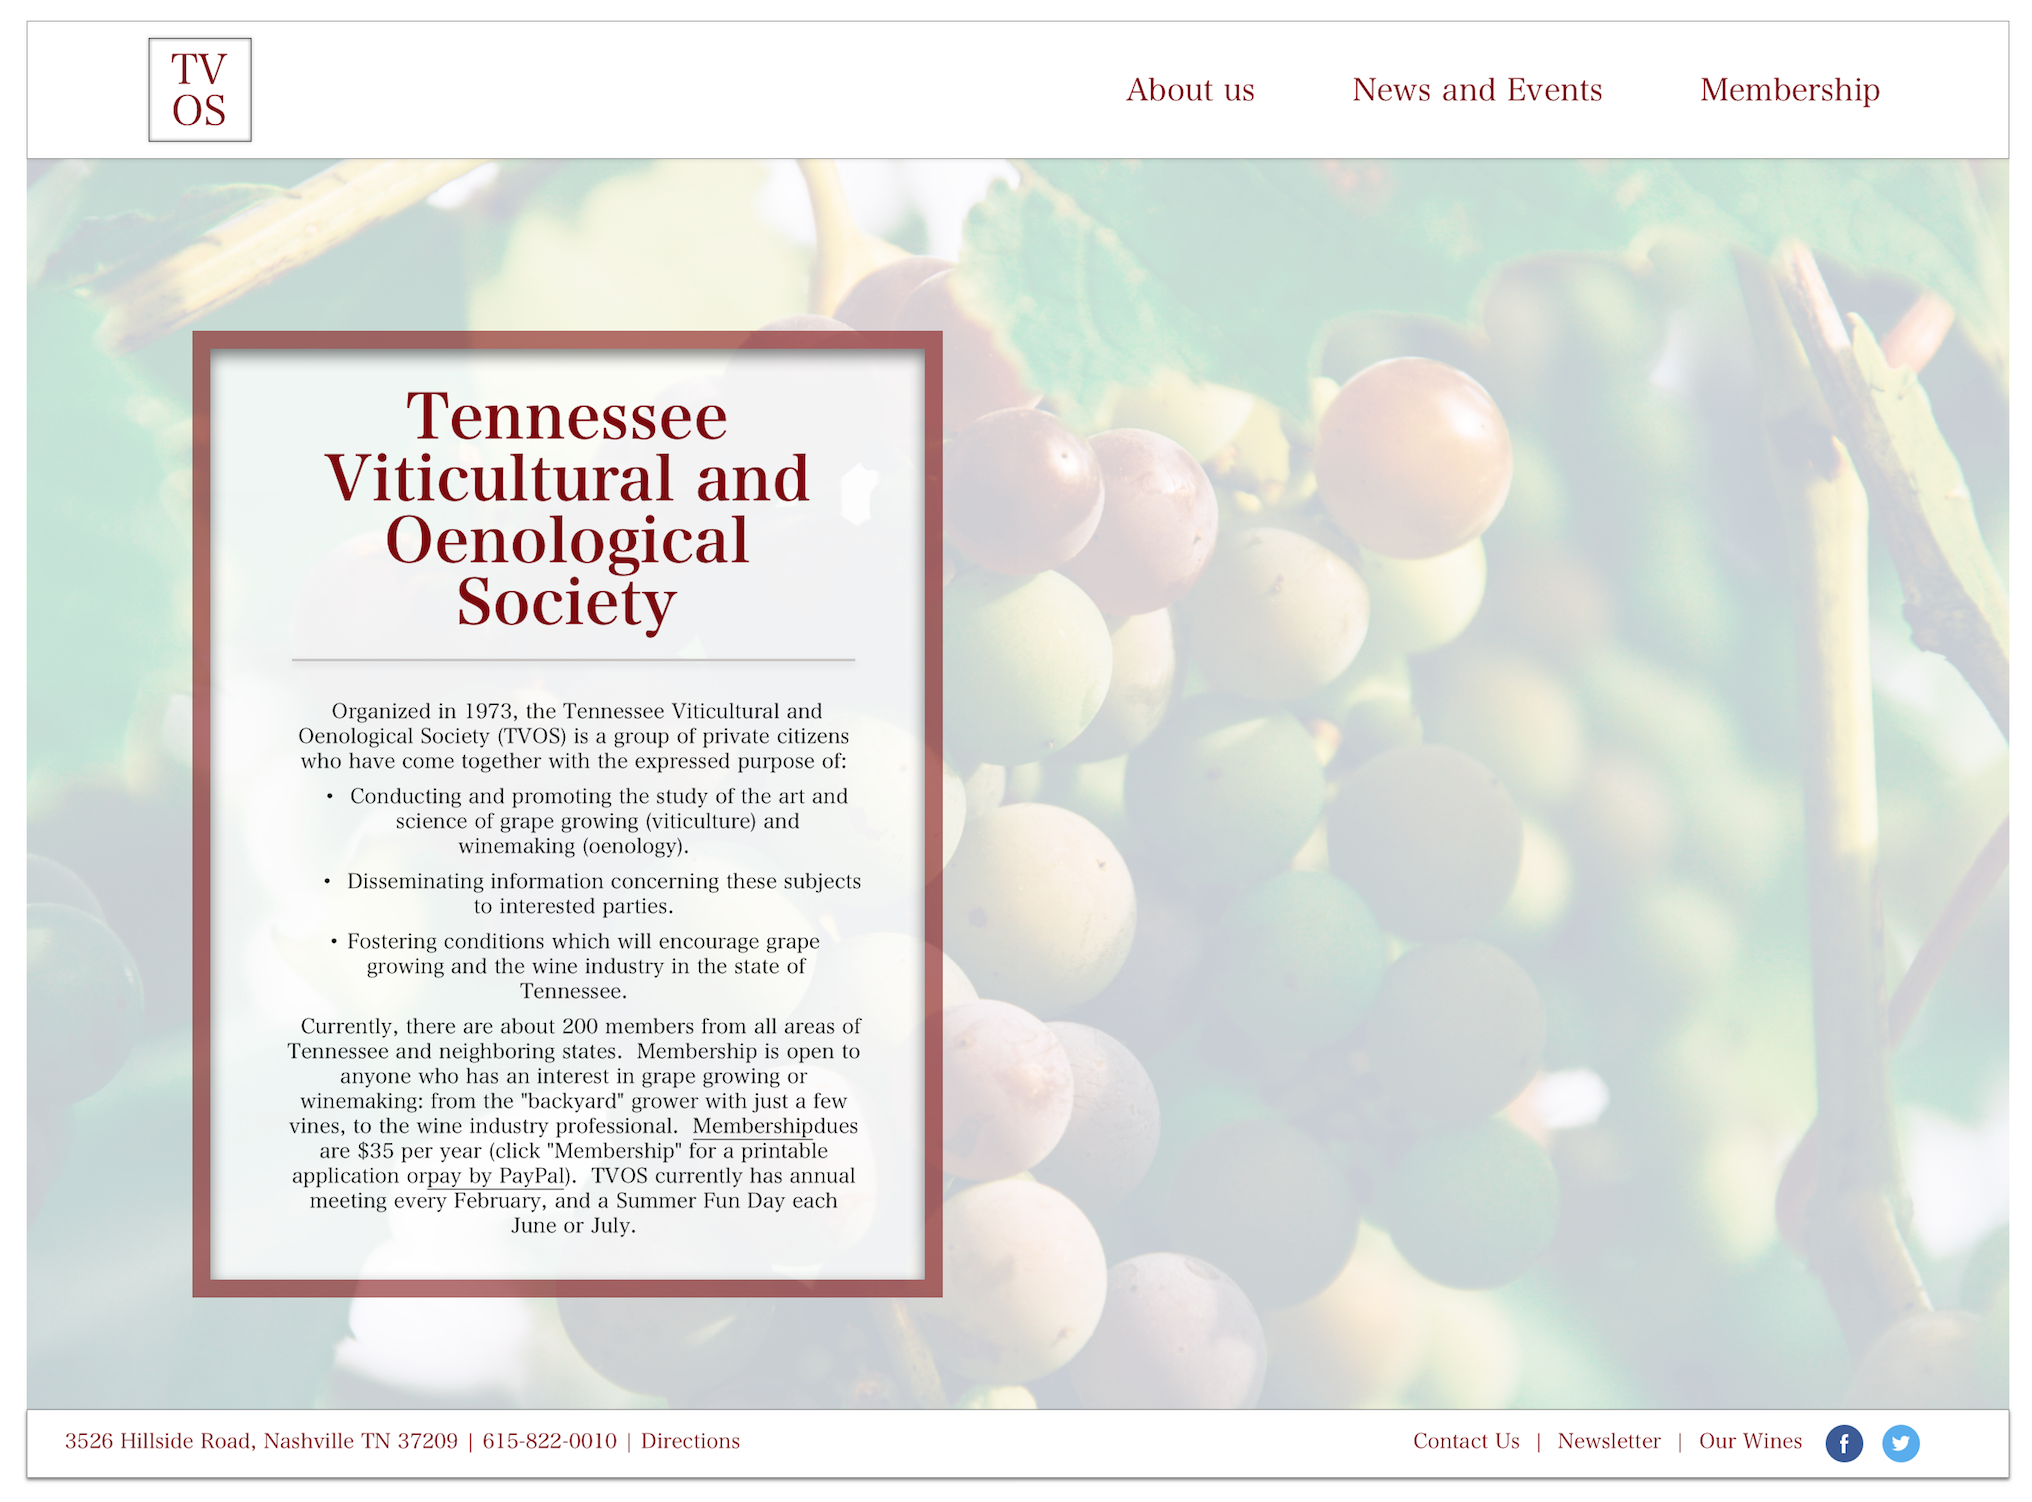 TV
OS
About us
News and Events
Membership
Tennessee
Viticultural and
Oenological
Society
Organized in 1973, the Tennessee Viticultural and
Oenological Society (TVOS) is a group of private citizens
who have come together with the expressed purpose of:
• Conducting and promoting the study of the art and
science of grape growing (viticulture) and
winemaking (oenology).
• Disseminating information concerning these subjects
to interested parties.
• Fostering conditions which will encourage grape
growing and the wine industry in the state of
Tennessee.
Currently, there are about 200 members from all areas of
Tennessee and neighboring states.  Membership is open to
anyone who has an interest in grape growing or
winemaking: from the "backyard" grower with just a few
vines, to the wine industry professional.  Membershipdues
are $35 per year (click "Membership" for a printable
application orpay by PayPal).  TVOS currently has annual
meeting every February, and a Summer Fun Day each
June or July.
3526 Hillside Road, Nashville TN 37209 | 615-822-0010 | Directions
Contact Us | Newsletter | Our Wines